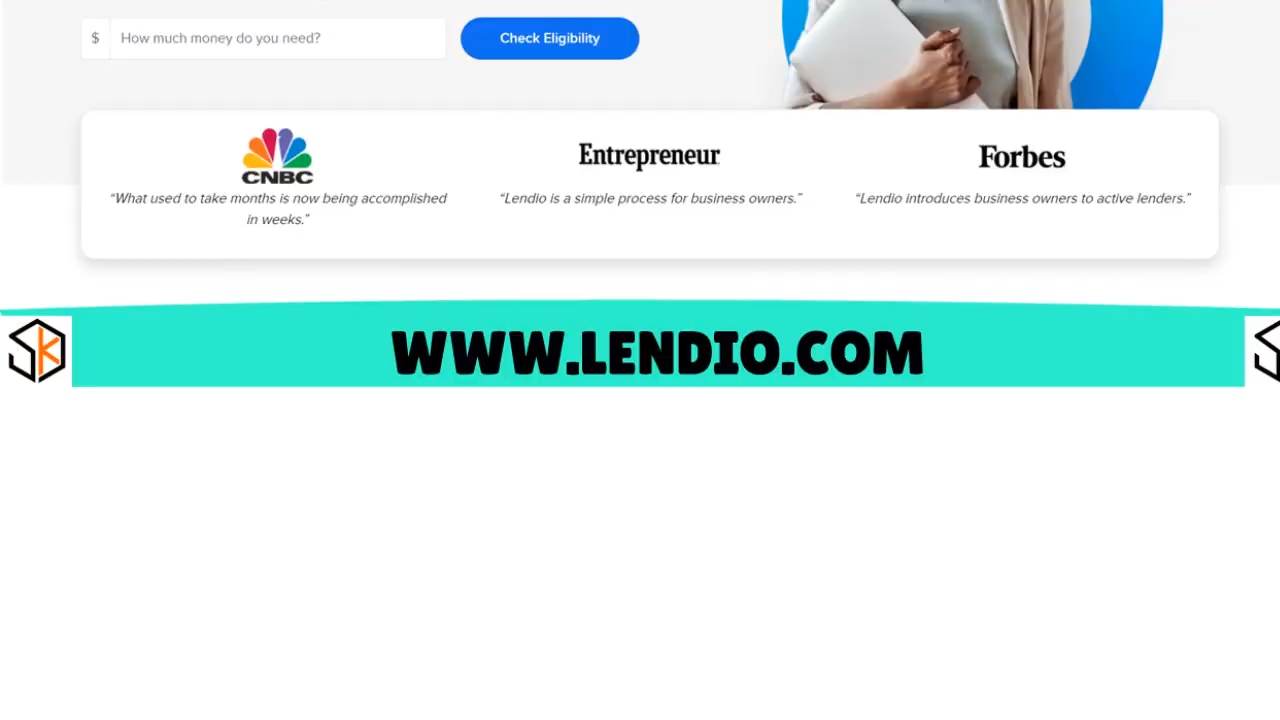 $ How much money do you need? Check Eligibility
CNBC
“What used to take months is now being accomplished
in weeks.”
Entrepreneur
“Lendio is a simple process for business owners.”
Forbes
“Lendio introduces business owners to active lenders.”
SK WWW.LENDIO.COM S